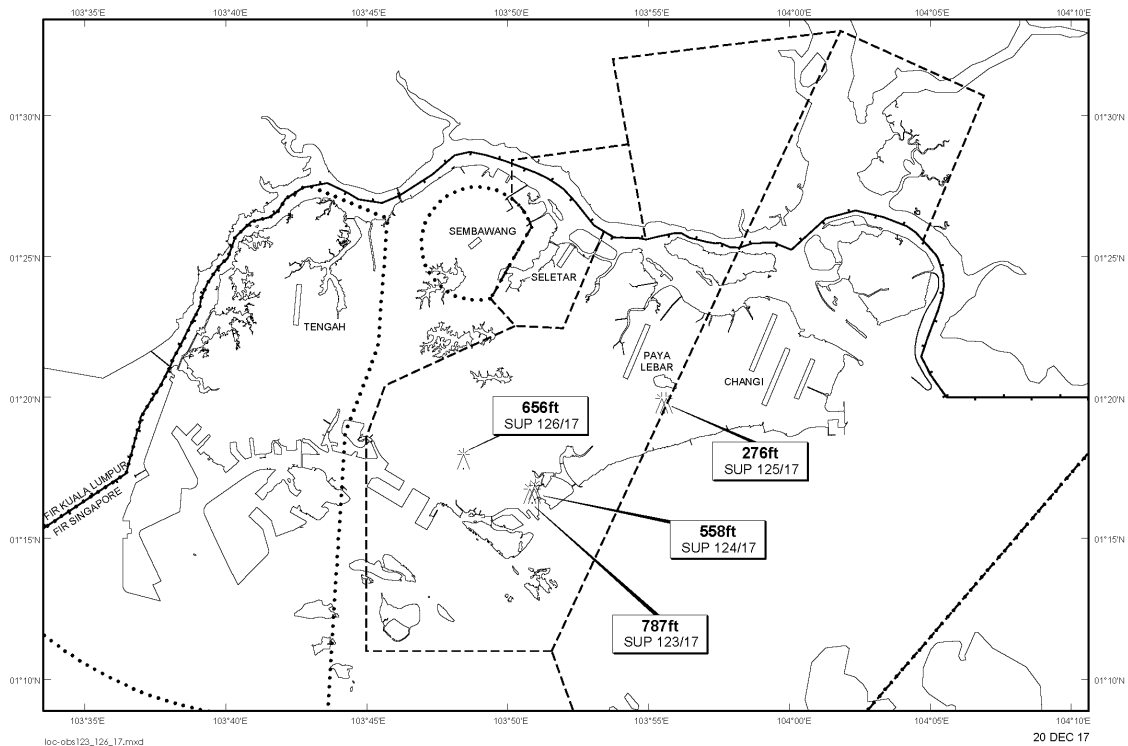 103°35'E 103°40'E 103°45'E 103°50'E 103°55'E 104°00'E 104°05'E 104°10'E
01°30'N 01°30'N
SEMBAWANG
01°25'N 01°25'N
SELETAR
TENGAH
PAYA
LEBAR
CHANGI
01°20'N 01°20'N
656ft
SUP 126/17
276ft
SUP 125/17
FIR KUALA LUMPUR
FIR SINGAPORE
01°15'N 01°15'N
558ft
SUP 124/17
787ft
SUP 123/17
01°10'N 01°10'N
103°35'E 103°40'E 103°45'E 103°50'E 103°55'E 104°00'E 104°05'E 104°10'E
loc-obs123_126_17.mxd
20 DEC 17